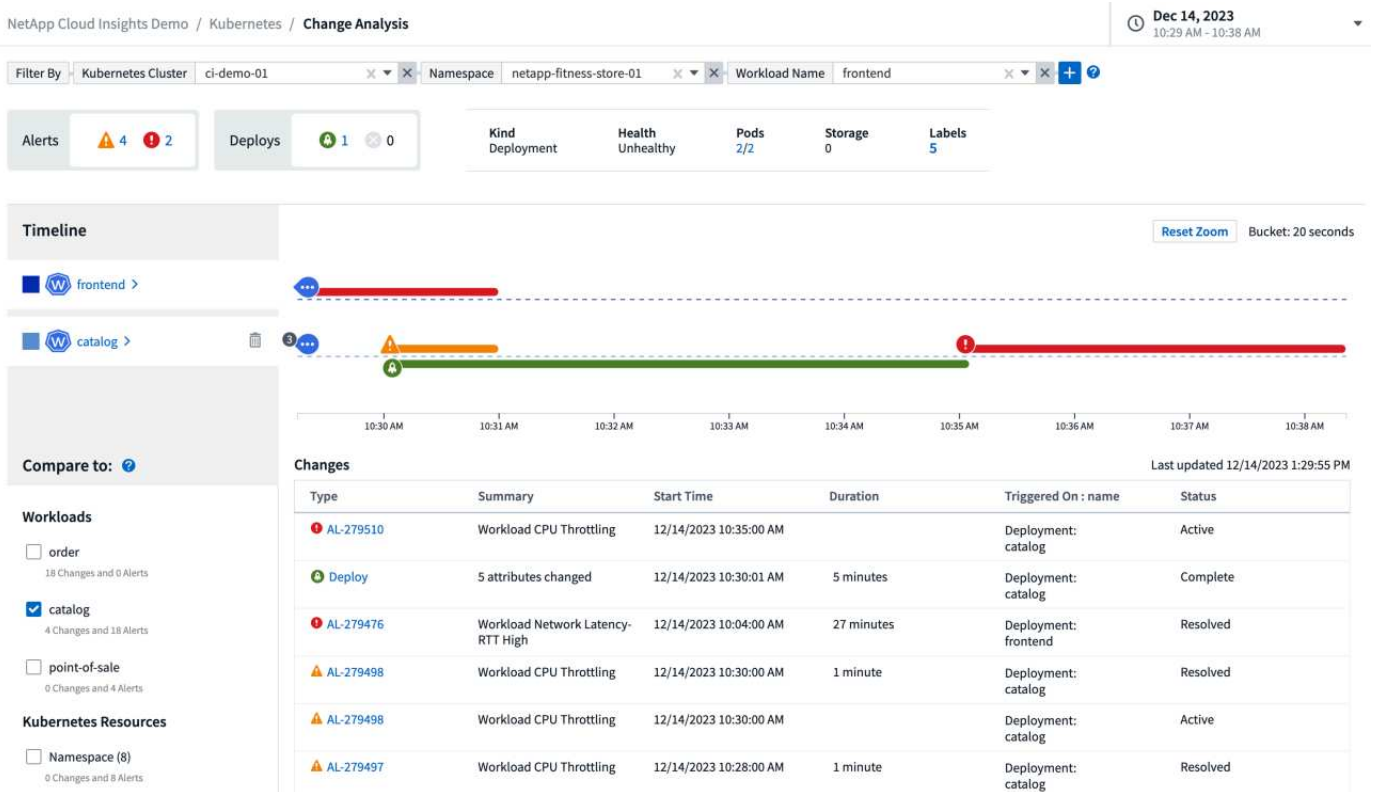 NetApp Cloud Insights Demo / Kubernetes / Change Analysis
Dec 14, 2023
10:29 AM - 10:38 AM
Filter By Kubernetes Cluster ci-demo-01 Namespace netapp-fitness-store-01 Workload Name frontend
Alerts 4 2 Deploys 1 0
Kind Health Pods Storage Labels
Deployment Unhealthy 2/2 0 5
Timeline
Reset Zoom Bucket: 20 seconds
W frontend >
W catalog > 3
10:30 AM 10:31 AM 10:32 AM 10:33 AM 10:34 AM 10:35 AM 10:36 AM 10:37 AM 10:38 AM
Compare to:
Workloads
order
18 Changes and 0 Alerts
catalog
4 Changes and 18 Alerts
point-of-sale
0 Changes and 4 Alerts
Kubernetes Resources
Namespace (8)
0 Changes and 8 Alerts
Changes Last updated 12/14/2023 1:29:55 PM
Type Summary Start Time Duration Triggered On : name Status
AL-279510 Workload CPU Throttling 12/14/2023 10:35:00 AM Deployment: Active
catalog
Deploy 5 attributes changed 12/14/2023 10:30:01 AM 5 minutes Deployment: Complete
catalog
AL-279476 Workload Network Latency- 12/14/2023 10:04:00 AM 27 minutes Deployment: Resolved
RTT High frontend
AL-279498 Workload CPU Throttling 12/14/2023 10:30:00 AM 1 minute Deployment: Resolved
catalog
AL-279498 Workload CPU Throttling 12/14/2023 10:30:00 AM Deployment: Active
catalog
AL-279497 Workload CPU Throttling 12/14/2023 10:28:00 AM 1 minute Deployment: Resolved
catalog